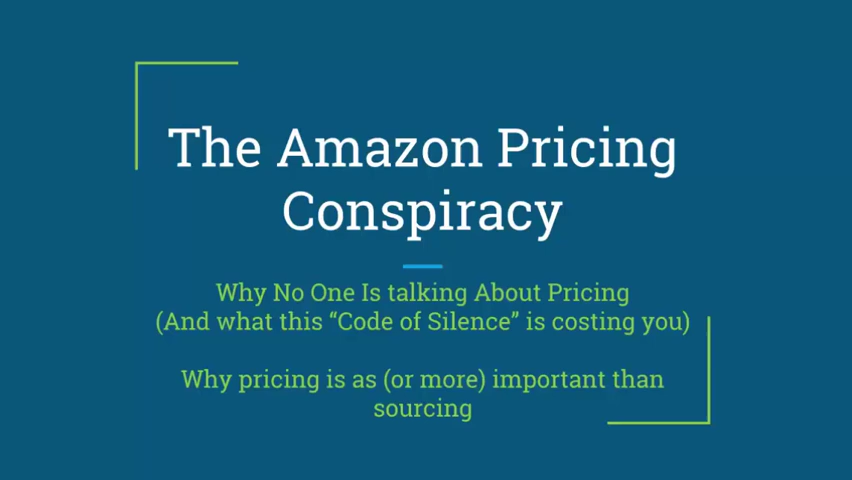 The Amazon Pricing
Conspiracy
Why No One Is talking About Pricing
(And what this “Code of Silence” is costing you)
Why pricing is as (or more) important than
sourcing